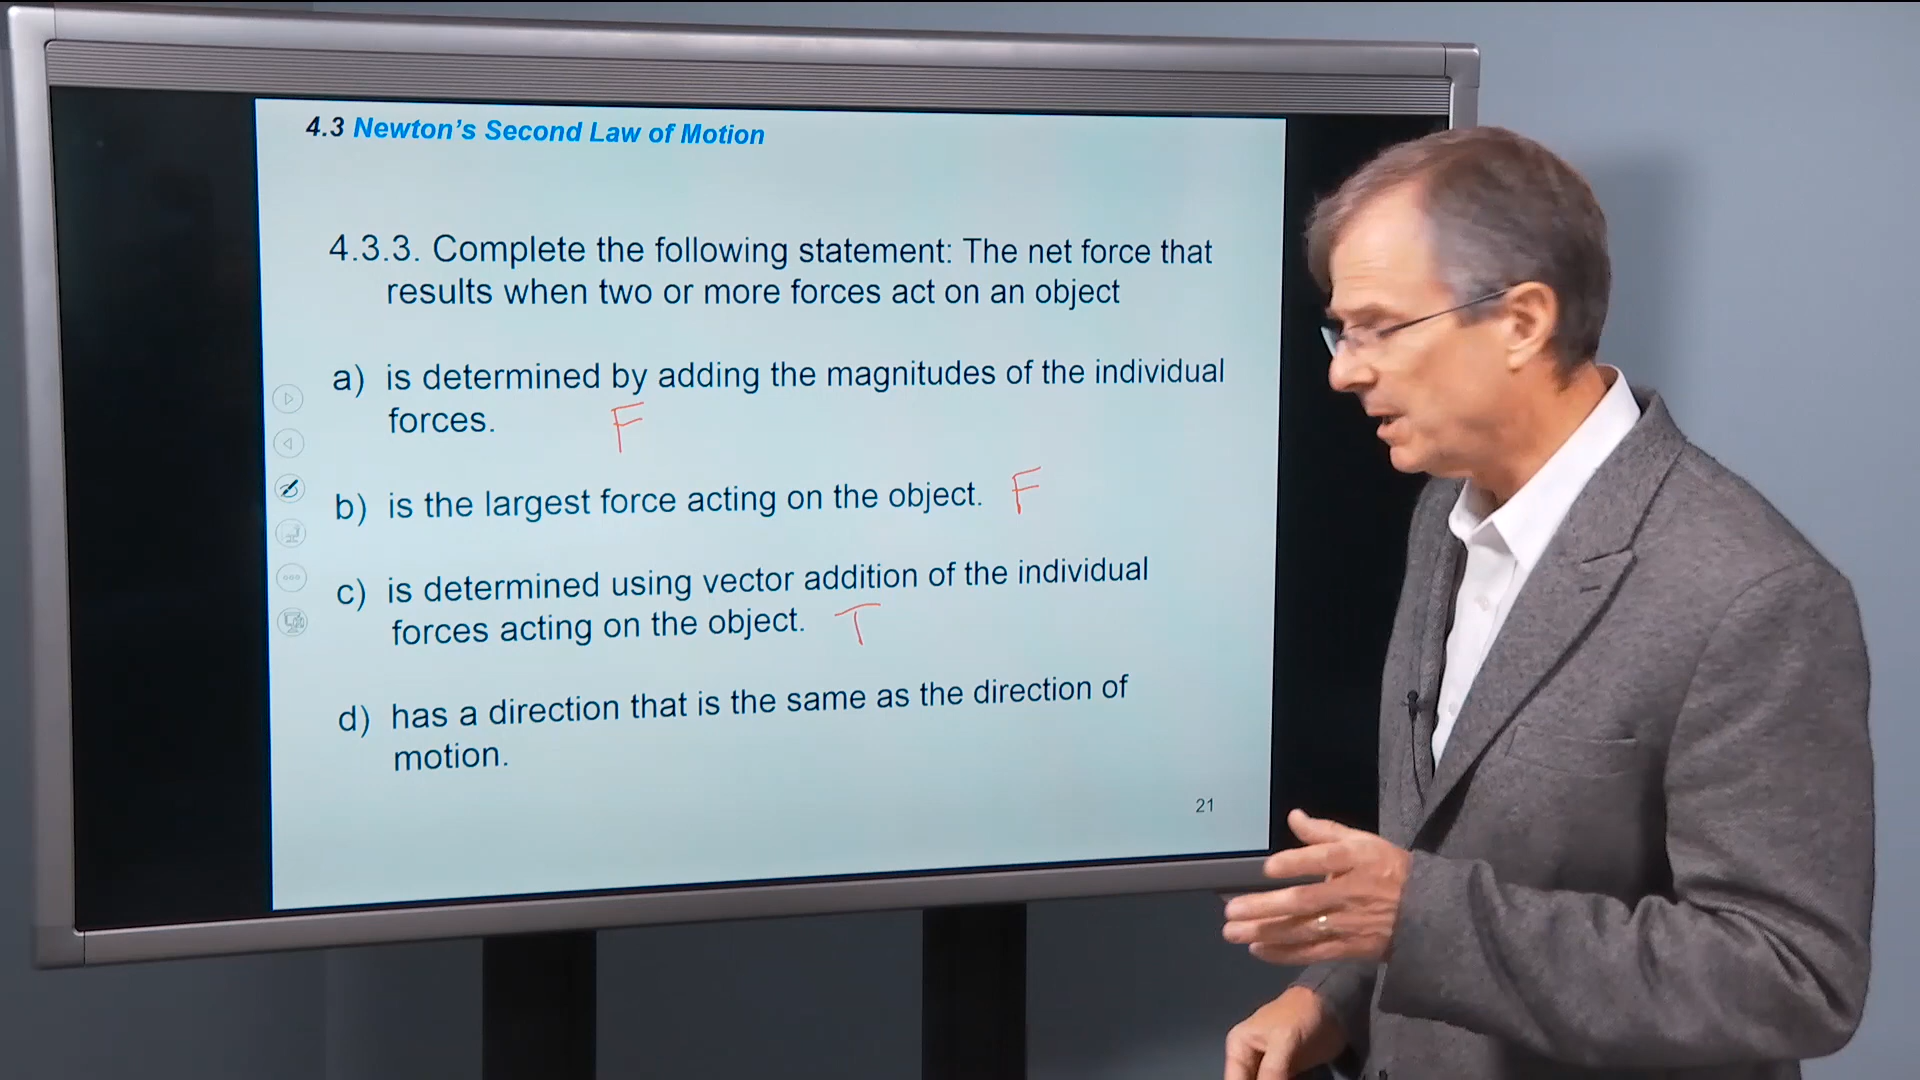 4.3 Newton's Second Law of Motion
4.3.3. Complete the following statement: The net force that
results when two or more forces act on an object
a) is determined by adding the magnitudes of the individual
forces. F
b) is the largest force acting on the object. F
c) is determined using vector addition of the individual
forces acting on the object. T
d) has a direction that is the same as the direction of
motion.
21